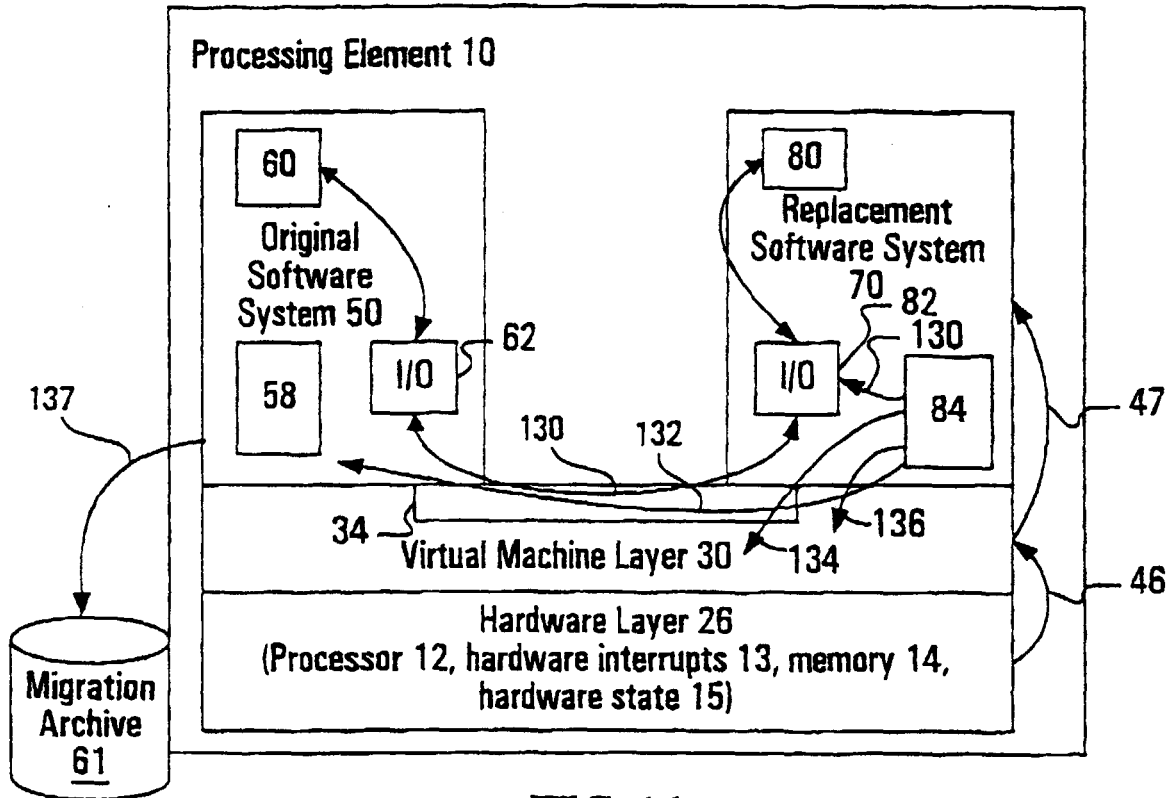 Processing Element 10
60
Original
Software
System 50
58
I/O
62
80
Replacement
Software System
70
82
130
I/O
84
47
137
130
132
34
136
134
Virtual Machine Layer 30
46
Hardware Layer 26
(Processor 12, hardware interrupts 13, memory 14,
hardware state 15)
Migration
Archive
61